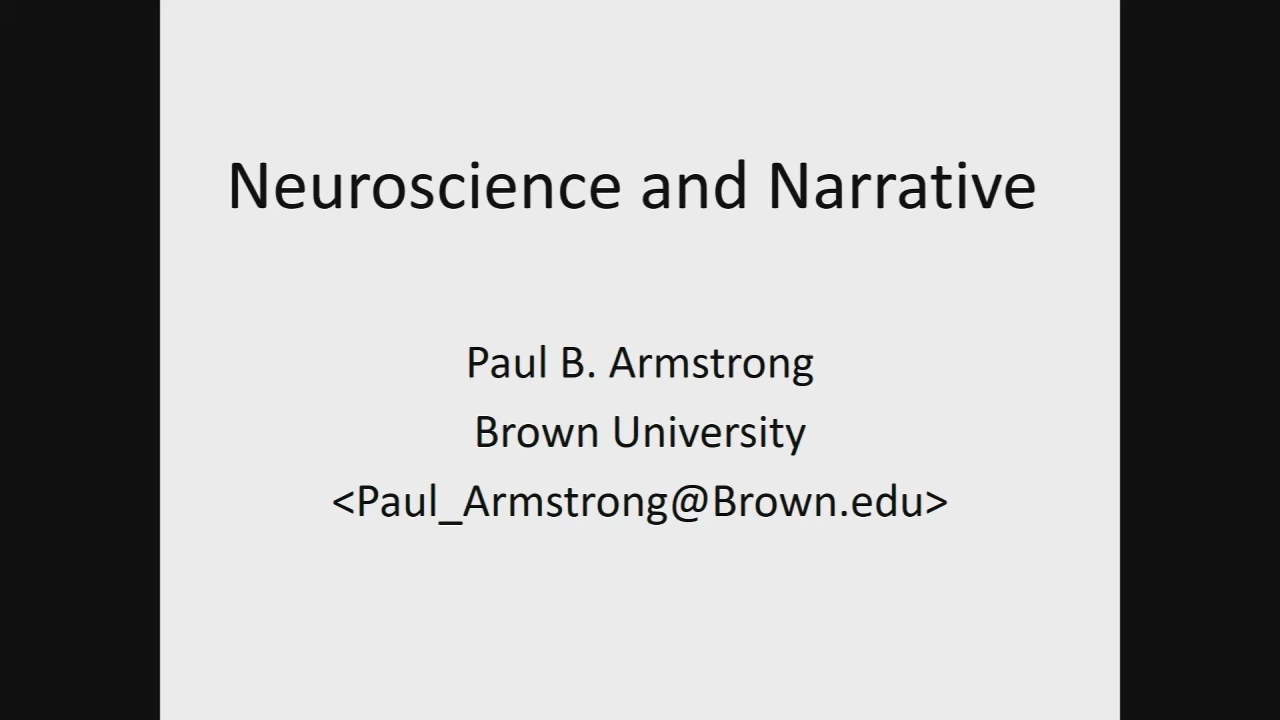 Neuroscience and Narrative
Paul B. Armstrong
Brown University
<Paul_Armstrong@Brown.edu>